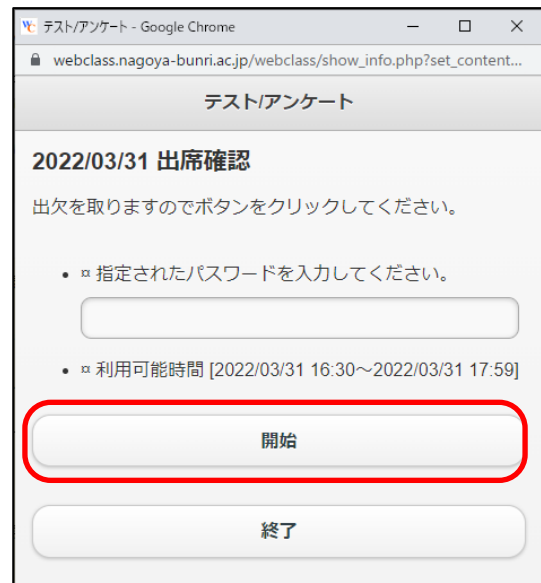 テスト/アンケート - Google Chrome
webclass.nagoya-bunri.ac.jp/webclass/show_info.php?set_content...
テスト/アンケート
2022/03/31 出席確認
出欠を取りますのでボタンをクリックしてください。
• ¤ 指定されたパスワードを入力してください。
• ¤ 利用可能時間 [2022/03/31 16:30～2022/03/31 17:59]
開始
終了